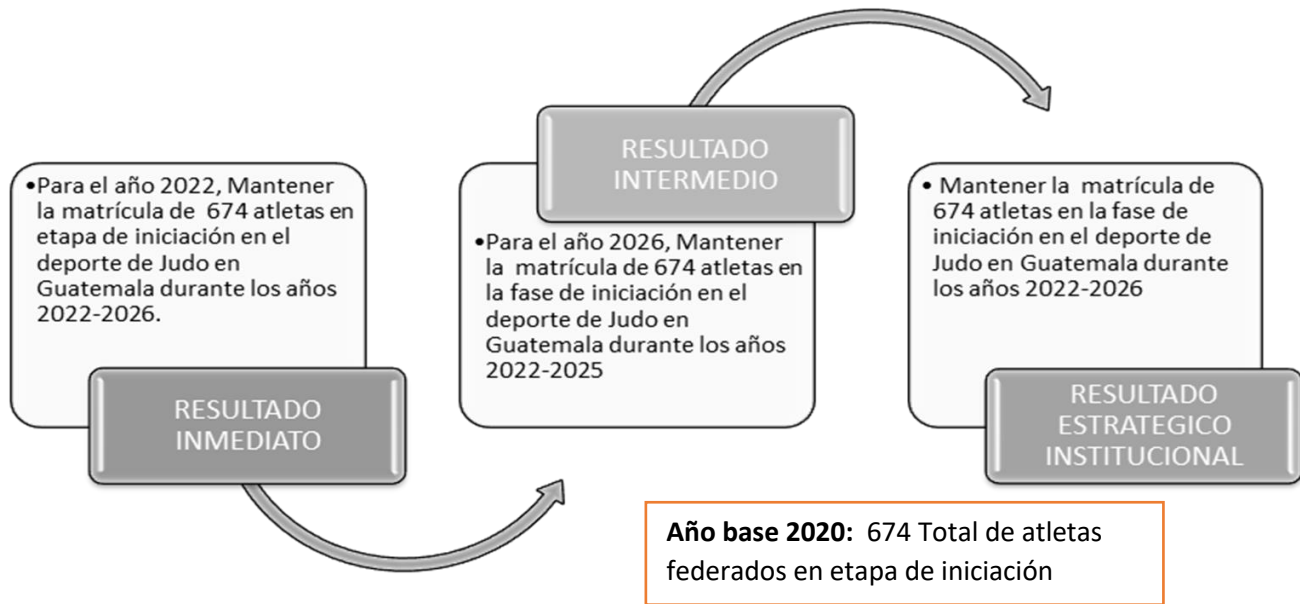 •Para el año 2022, Mantener
la matrícula de 674 atletas en
etapa de iniciación en el
deporte de Judo en
Guatemala durante los años
2022-2026.
RESULTADO
INMEDIATO
RESULTADO
INTERMEDIO
•Para el año 2026, Mantener
la matrícula de 674 atletas en
la fase de iniciación en el
deporte de Judo en
Guatemala durante los años
2022-2025
• Mantener la matrícula de
674 atletas en la fase de
iniciación en el deporte de
Judo en Guatemala durante
los años 2022-2026
RESULTADO
ESTRATEGICO
INSTITUCIONAL
Año base 2020: 674 Total de atletas
federados en etapa de iniciación